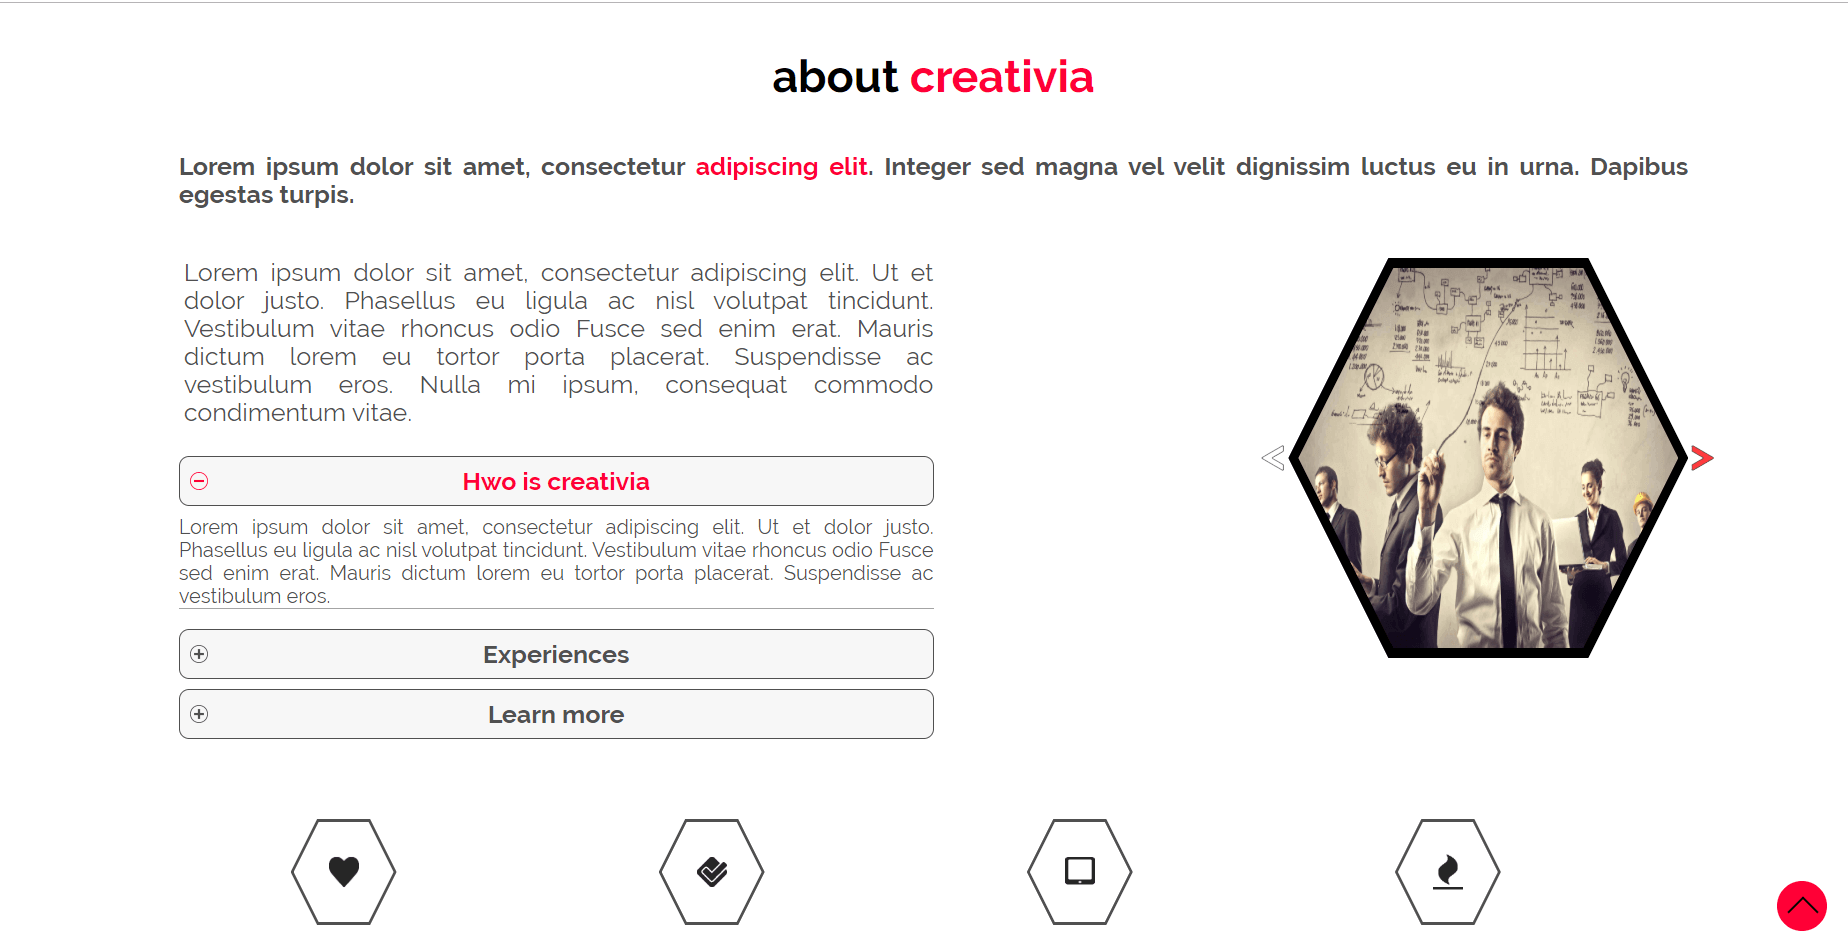 about creativia
Lorem ipsum dolor sit amet, consectetur adipiscing elit. Integer sed magna vel velit dignissim luctus eu in urna. Dapibus
egestas turpis.
Lorem ipsum dolor sit amet, consectetur adipiscing elit. Ut et
dolor justo. Phasellus eu ligula ac nisl volutpat tincidunt.
Vestibulum vitae rhoncus odio Fusce sed enim erat. Mauris
dictum lorem eu tortor porta placerat. Suspendisse ac
vestibulum eros. Nulla mi ipsum, consequat commodo
condimentum vitae.
Hwo is creativia
Lorem ipsum dolor sit amet, consectetur adipiscing elit. Ut et dolor justo.
Phasellus eu ligula ac nisl volutpat tincidunt. Vestibulum vitae rhoncus odio Fusce
sed enim erat. Mauris dictum lorem eu tortor porta placerat. Suspendisse ac
vestibulum eros.
Experiences
Learn more